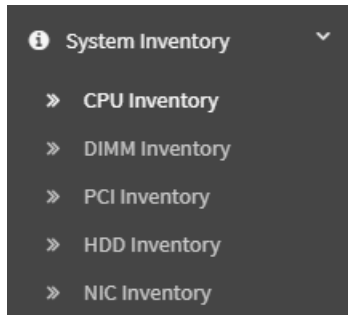 System Inventory
CPU Inventory
DIMM Inventory
PCI Inventory
HDD Inventory
NIC Inventory